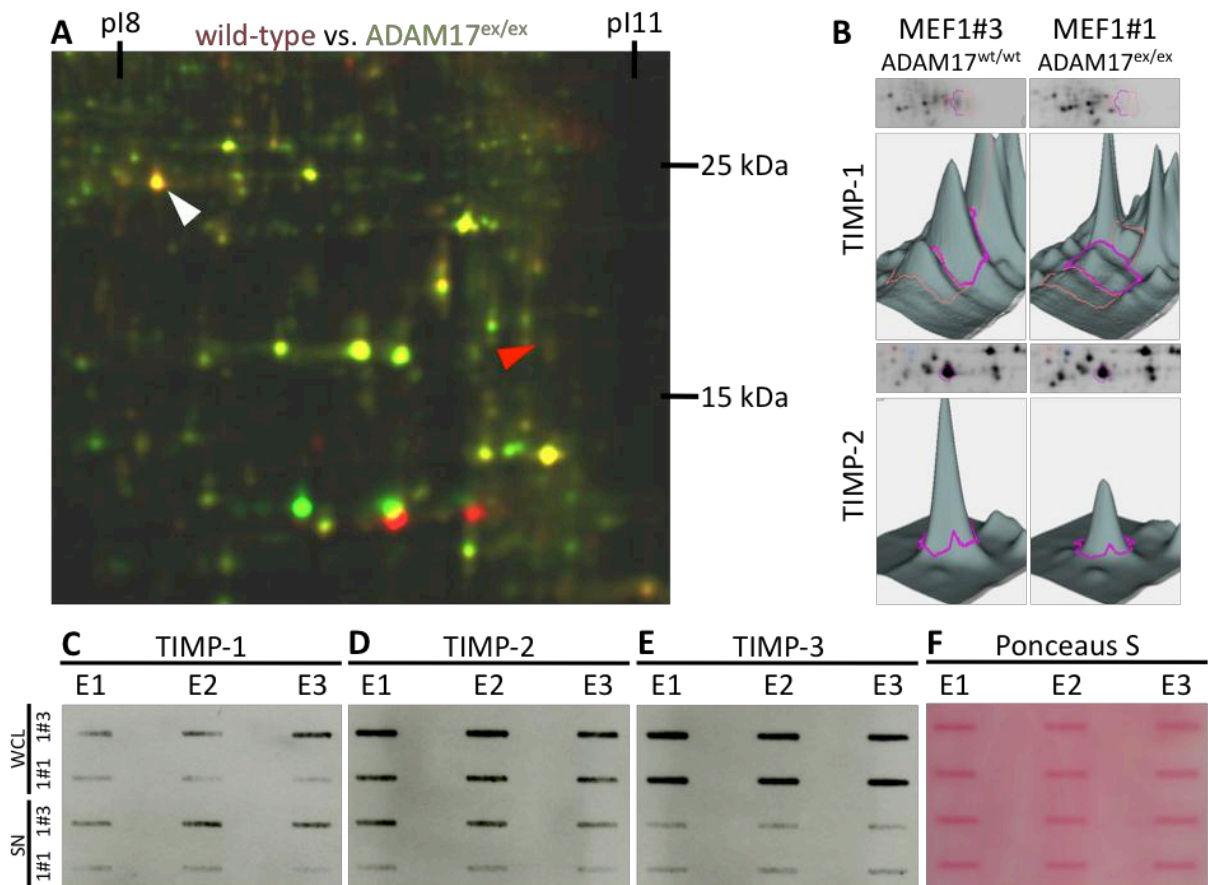 A
pI8
pI11
wild-type vs. ADAM17ex/ex
25 kDa
15 kDa
B
MEF1#3
ADAM17wt/wt
MEF1#1
ADAM17ex/ex
TIMP-1
TIMP-2
C
TIMP-1
E1 E2 E3
D
TIMP-2
E1 E2 E3
E
TIMP-3
E1 E2 E3
F
Ponceaus S
E1 E2 E3
WCL
1#3
1#1
SN
1#3
1#1